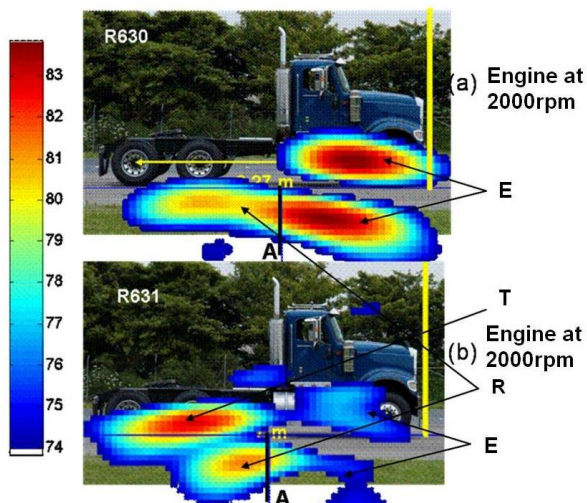 83
82
81
80
79
78
77
76
75
74
R630
(a) Engine at
2000rpm
E
A
R631
T
(b) Engine at
2000rpm
R
E
m
A